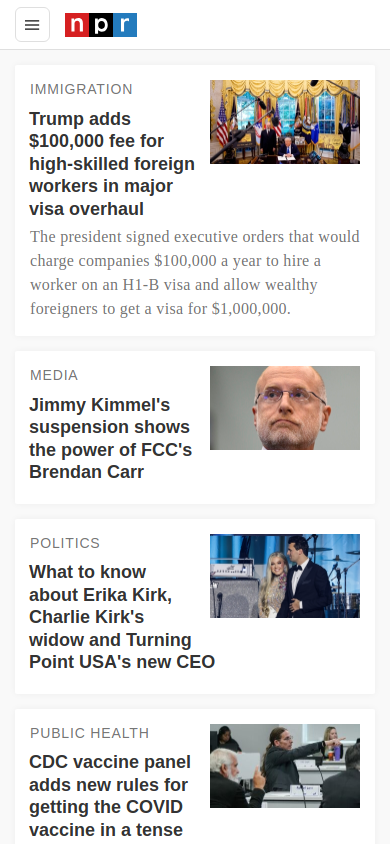 npr
IMMIGRATION
Trump adds
$100,000 fee for
high-skilled foreign
workers in major
visa overhaul
The president signed executive orders that would
charge companies $100,000 a year to hire a
worker on an H1-B visa and allow wealthy
foreigners to get a visa for $1,000,000.
MEDIA
Jimmy Kimmel's
suspension shows
the power of FCC's
Brendan Carr
POLITICS
What to know
about Erika Kirk,
Charlie Kirk's
widow and Turning
Point USA's new CEO
PUBLIC HEALTH
CDC vaccine panel
adds new rules for
getting the COVID
vaccine in a tense